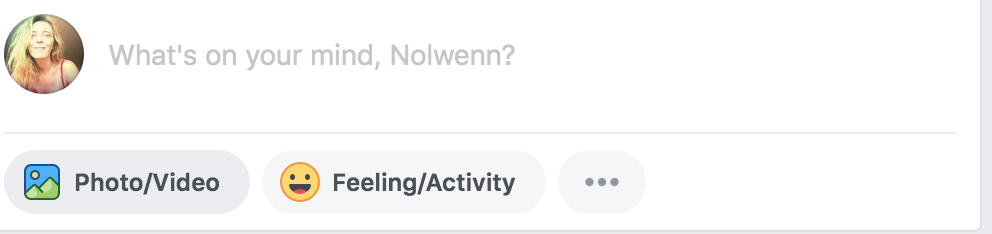 What's on your mind, Nolwenn?
Photo/Video Feeling/Activity